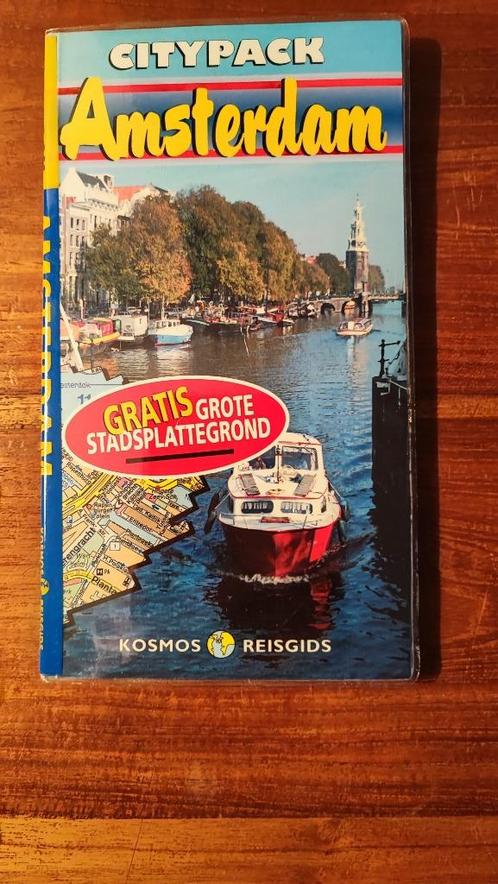 CITYPACK
Amsterdam
AMSTERDAM
GRATIS GROTE
STADSPLATTEGROND
KOSMOS REISGIDS